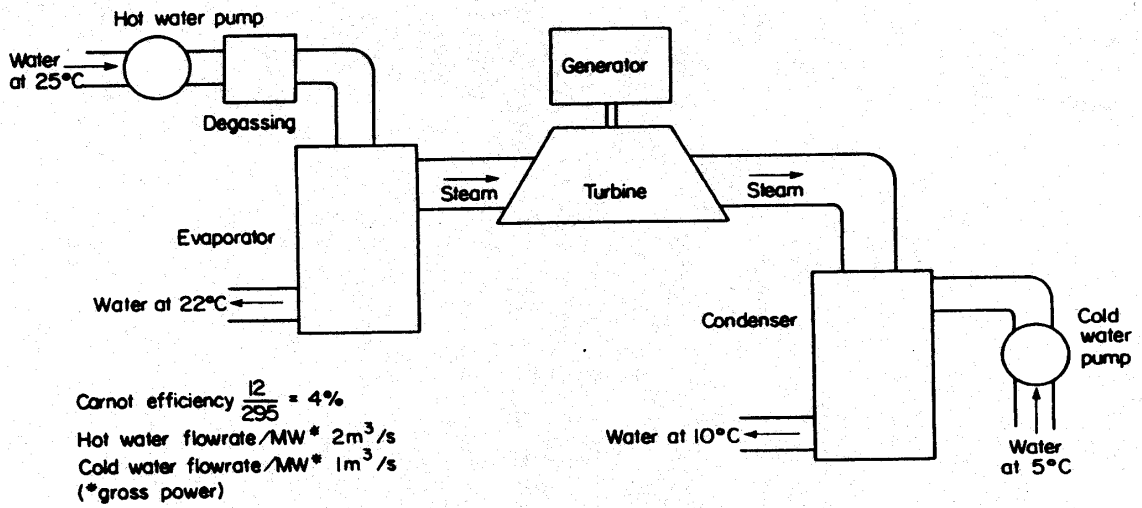 Hot water pump
Water
at 25°C
Degassing
Generator
Steam
Turbine
Steam
Evaporator
Water at 22°C
Condenser
Cold
water
pump
Water at 10°C
Water
at 5°C
Carnot efficiency 12/295 = 4%
Hot water flowrate/MW* 2m³/s
Cold water flowrate/MW* 1m³/s
(*gross power)